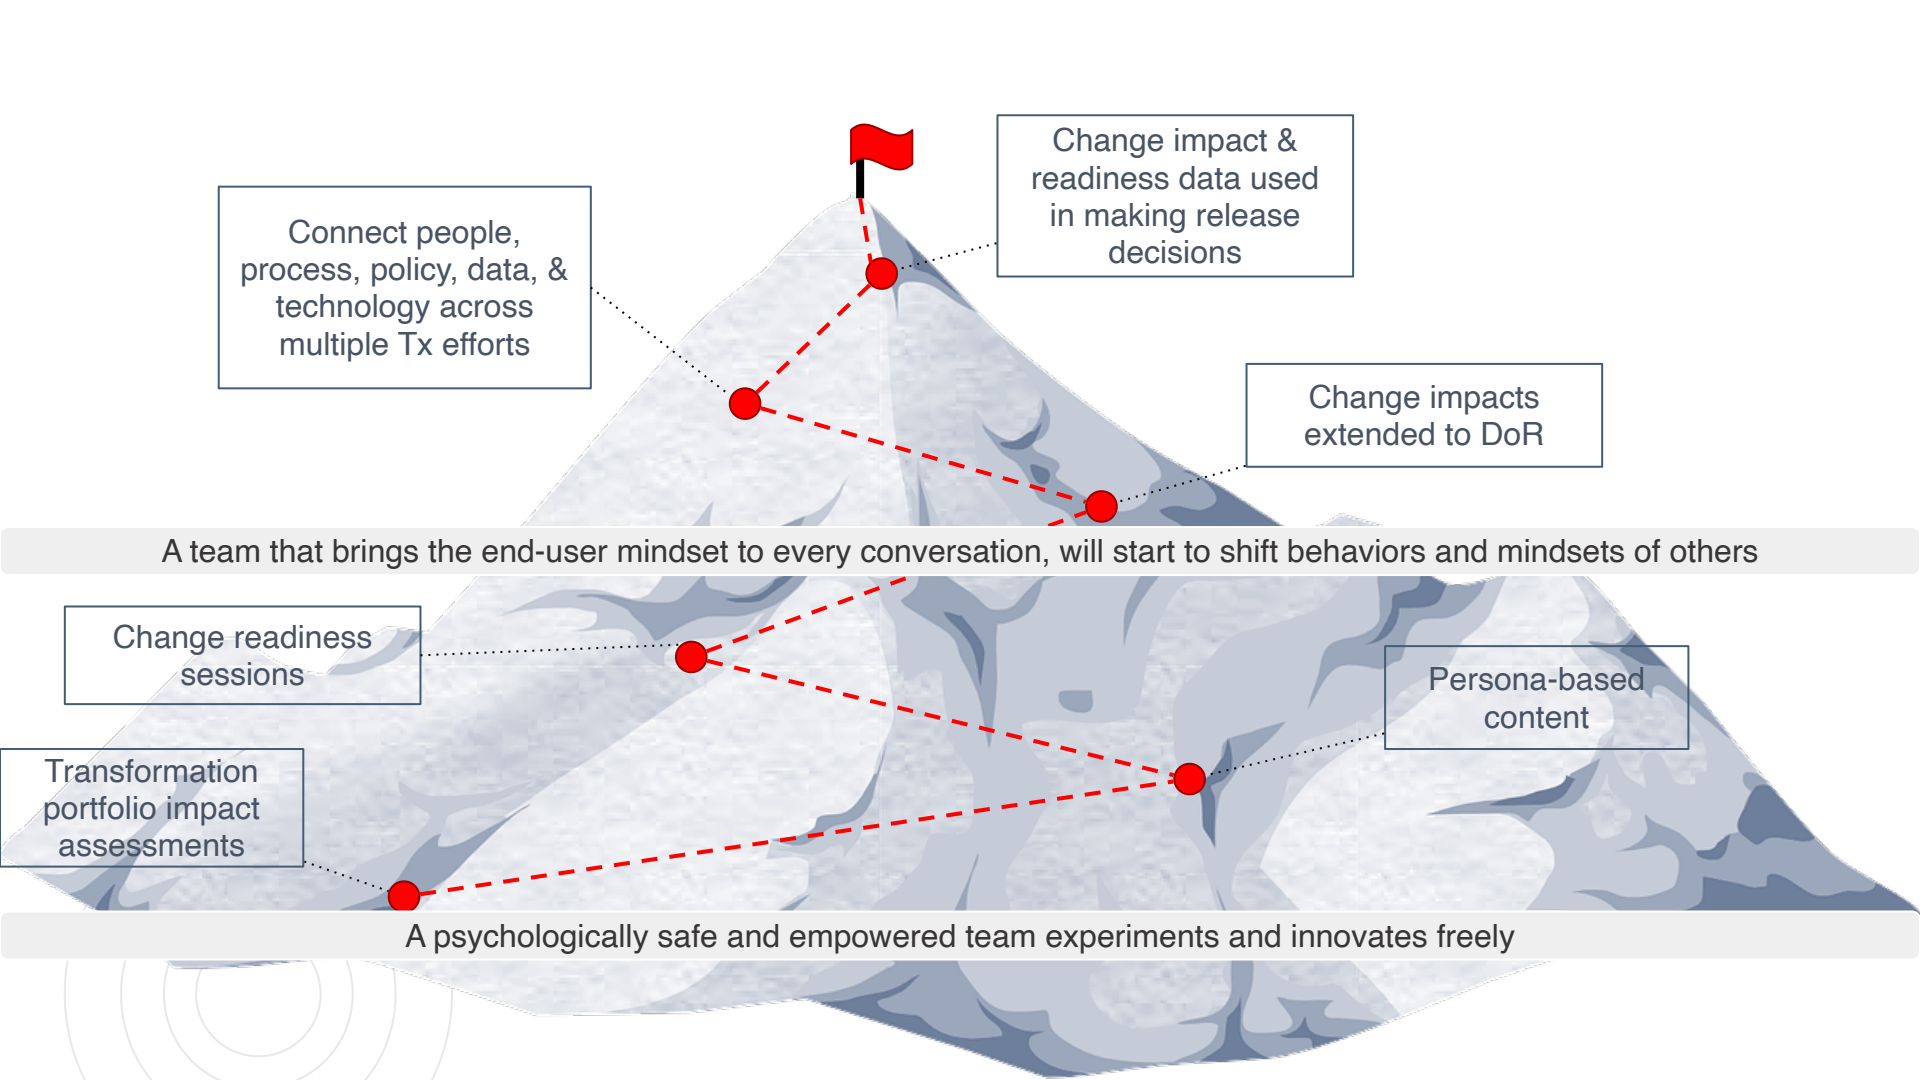 Change impact &
readiness data used
in making release
decisions
Connect people,
process, policy, data, &
technology across
multiple Tx efforts
Change impacts
extended to DoR
A team that brings the end-user mindset to every conversation, will start to shift behaviors and mindsets of others
Change readiness
sessions
Persona-based
content
Transformation
portfolio impact
assessments
A psychologically safe and empowered team experiments and innovates freely